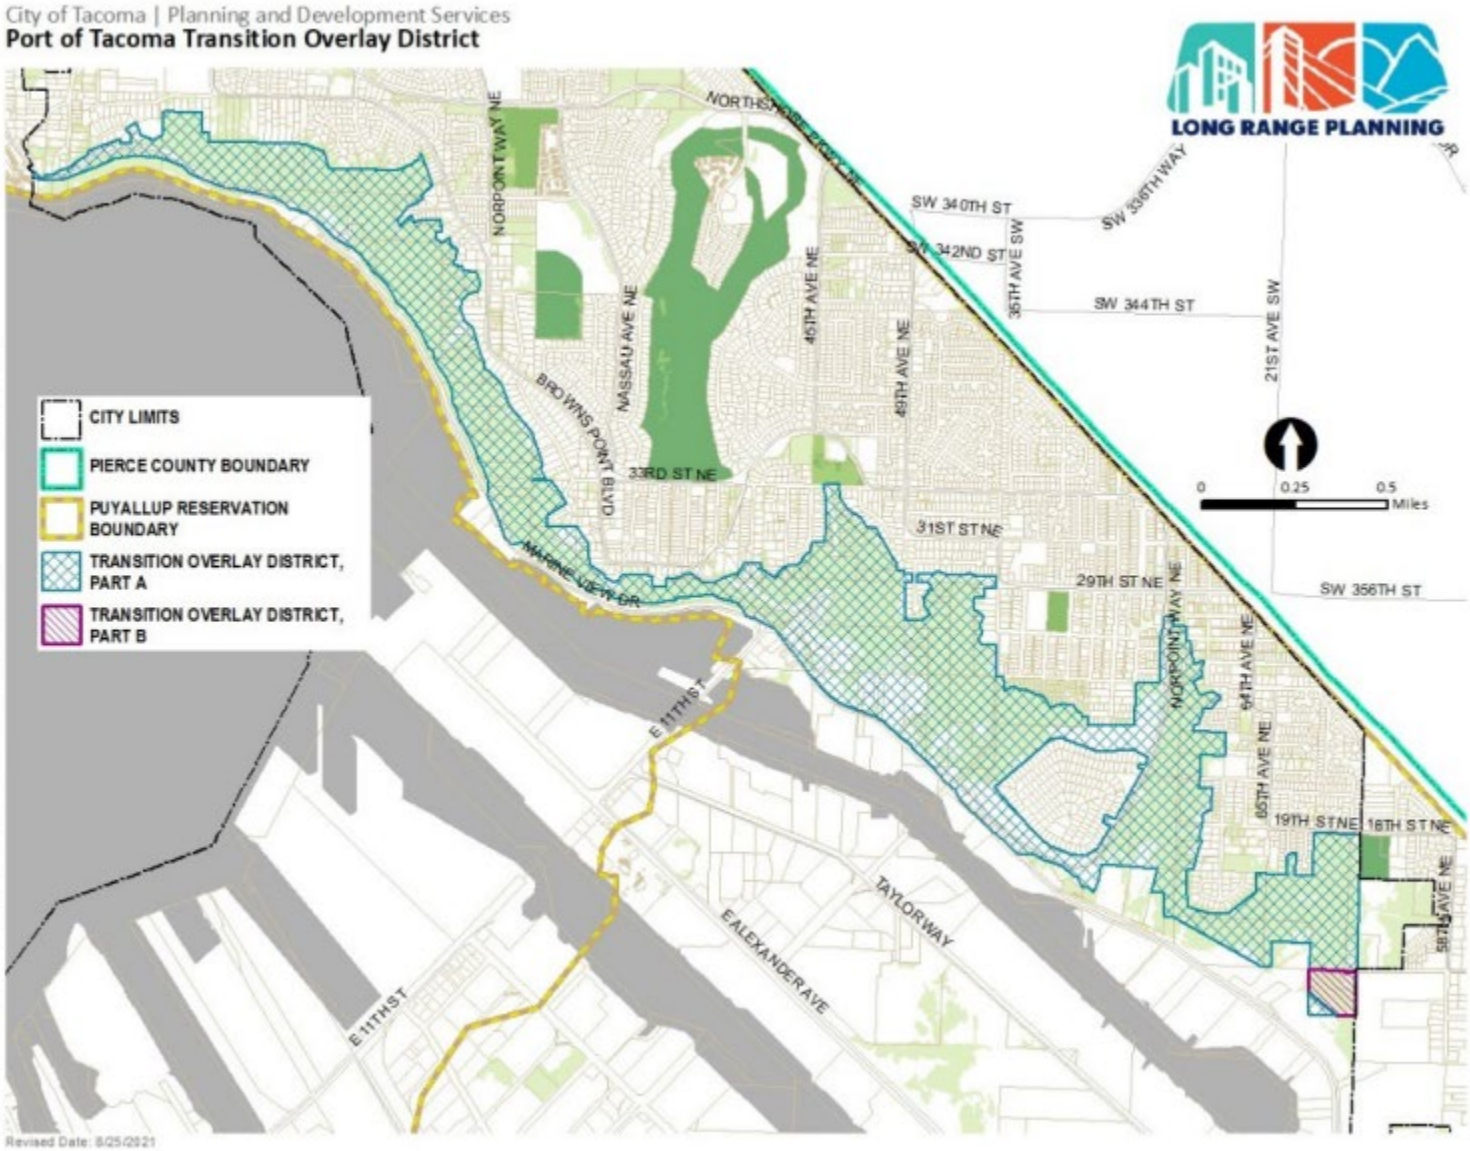 City of Tacoma | Planning and Development Services
Port of Tacoma Transition Overlay District
LONG RANGE PLANNING
NORTHSHORE PKWY NE
NORPOINT WAY NE
SW 340TH ST
SW 336TH WAY
SW 342ND ST
35TH AVE SW
SW 344TH ST
21ST AVE SW
45TH AVE NE
NASSAU AVE NE
49TH AVE NE
BROWNS POINT BLVD
33RD ST NE
0 0.25 0.5
Miles
CITY LIMITS
PIERCE COUNTY BOUNDARY
PUYALLUP RESERVATION
BOUNDARY
TRANSITION OVERLAY DISTRICT,
PART A
TRANSITION OVERLAY DISTRICT,
PART B
31ST ST NE
MARINE VIEW DR
29TH ST NE
SW 356TH ST
NORPOINT WAY NE
64TH AVE NE
E 11TH ST
65TH AVE NE
19TH ST NE
18TH ST NE
TAYLOR WAY
E ALEXANDER AVE
AVE NE
E 11TH ST
Revised Date: 8/25/2021